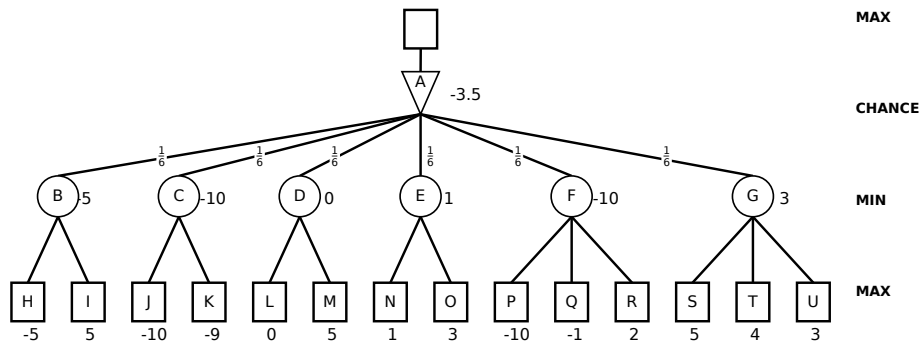 MAX
A
-3.5
CHANCE
1/6 1/6 1/6 1/6 1/6 1/6
B -5 C -10 D 0 E 1 F -10 G 3
MIN
H I J K L M N O P Q R S T U
MAX
-5 5 -10 -9 0 5 1 3 -10 -1 2 5 4 3